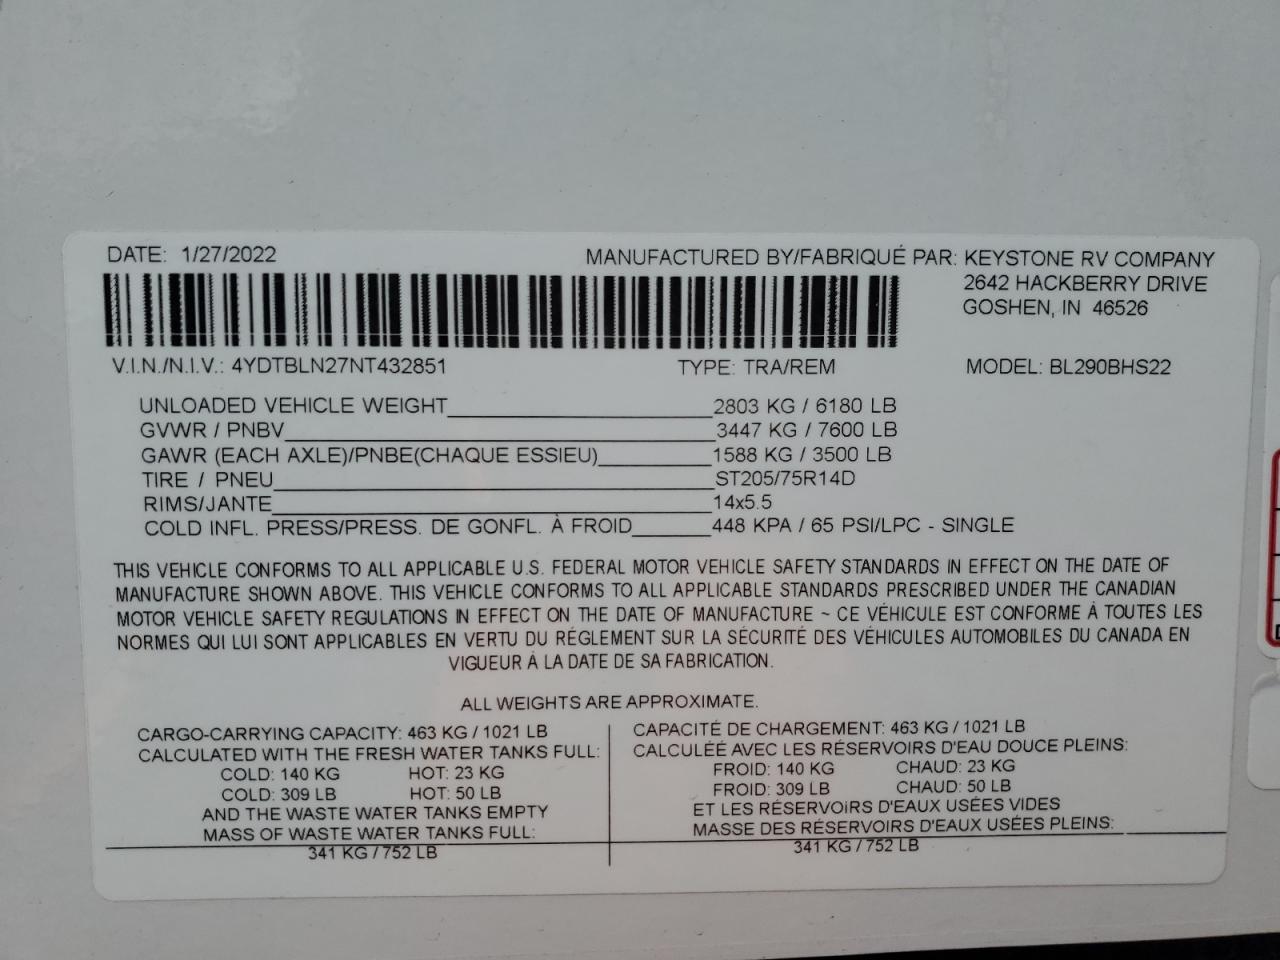 DATE: 1/27/2022 MANUFACTURED BY/FABRIQUÉ PAR: KEYSTONE RV COMPANY
2642 HACKBERRY DRIVE
GOSHEN, IN 46526
V.I.N./N.I.V.: 4YDTBLN27NT432851 TYPE: TRA/REM MODEL: BL290BHS22
UNLOADED VEHICLE WEIGHT 2803 KG / 6180 LB
GVWR / PNBV 3447 KG / 7600 LB
GAWR (EACH AXLE)/PNBE(CHAQUE ESSIEU) 1588 KG / 3500 LB
TIRE / PNEU ST205/75R14D
RIMS/JANTE 14x5.5
COLD INFL. PRESS/PRESS. DE GONFL. À FROID 448 KPA / 65 PSI/LPC - SINGLE
THIS VEHICLE CONFORMS TO ALL APPLICABLE U.S. FEDERAL MOTOR VEHICLE SAFETY STANDARDS IN EFFECT ON THE DATE OF
MANUFACTURE SHOWN ABOVE. THIS VEHICLE CONFORMS TO ALL APPLICABLE STANDARDS PRESCRIBED UNDER THE CANADIAN
MOTOR VEHICLE SAFETY REGULATIONS IN EFFECT ON THE DATE OF MANUFACTURE ~ CE VÉHICULE EST CONFORME À TOUTES LES
NORMES QUI LUI SONT APPLICABLES EN VERTU DU RÉGLEMENT SUR LA SÉCURITÉ DES VÉHICULES AUTOMOBILES DU CANADA EN
VIGUEUR À LA DATE DE SA FABRICATION.
ALL WEIGHTS ARE APPROXIMATE.
CARGO-CARRYING CAPACITY: 463 KG / 1021 LB
CALCULATED WITH THE FRESH WATER TANKS FULL:
COLD: 140 KG HOT: 23 KG
COLD: 309 LB HOT: 50 LB
AND THE WASTE WATER TANKS EMPTY
MASS OF WASTE WATER TANKS FULL:
341 KG / 752 LB
CAPACITÉ DE CHARGEMENT: 463 KG / 1021 LB
CALCULÉE AVEC LES RÉSERVOIRS D'EAU DOUCE PLEINS:
FROID: 140 KG CHAUD: 23 KG
FROID: 309 LB CHAUD: 50 LB
ET LES RÉSERVOIRS D'EAUX USÉES VIDES
MASSE DES RÉSERVOIRS D'EAUX USÉES PLEINS:
341 KG / 752 LB